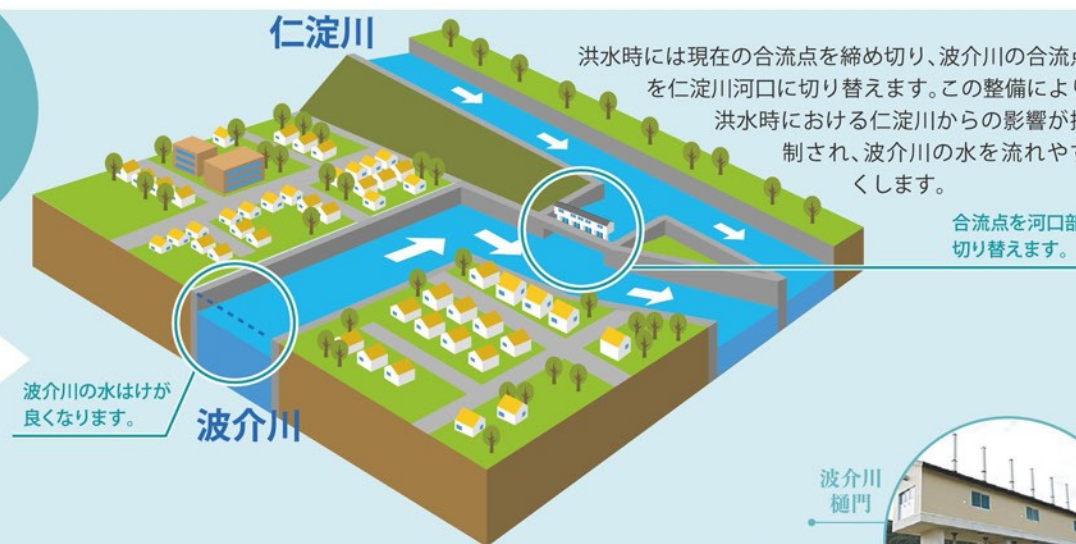 仁淀川
洪水時には現在の合流点を締め切り、波介川の合流点
を仁淀川河口に切り替えます。この整備により
洪水時における仁淀川からの影響が抑
制され、波介川の水を流れやす
くします。
合流点を河口部
切り替えます。
波介川の水はけが
良くなります。
波介川
波介川
樋門